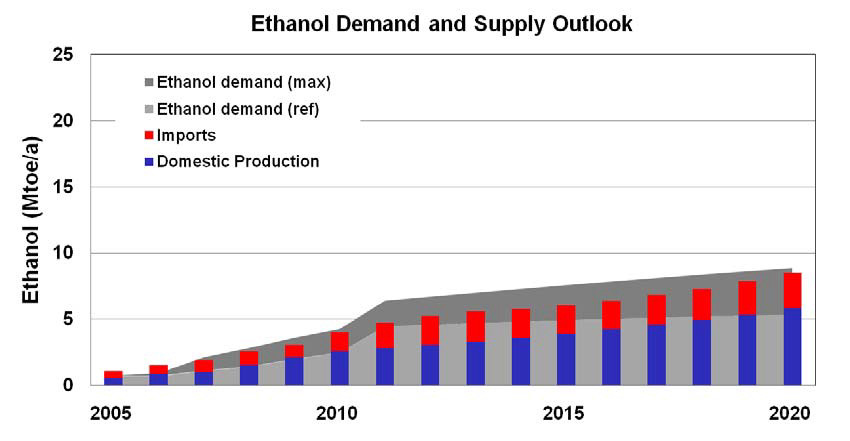 Ethanol Demand and Supply Outlook
25
20
15
10
5
0
Ethanol (Mtoe/a)
Ethanol demand (max)
Ethanol demand (ref)
Imports
Domestic Production
2005 2010 2015 2020